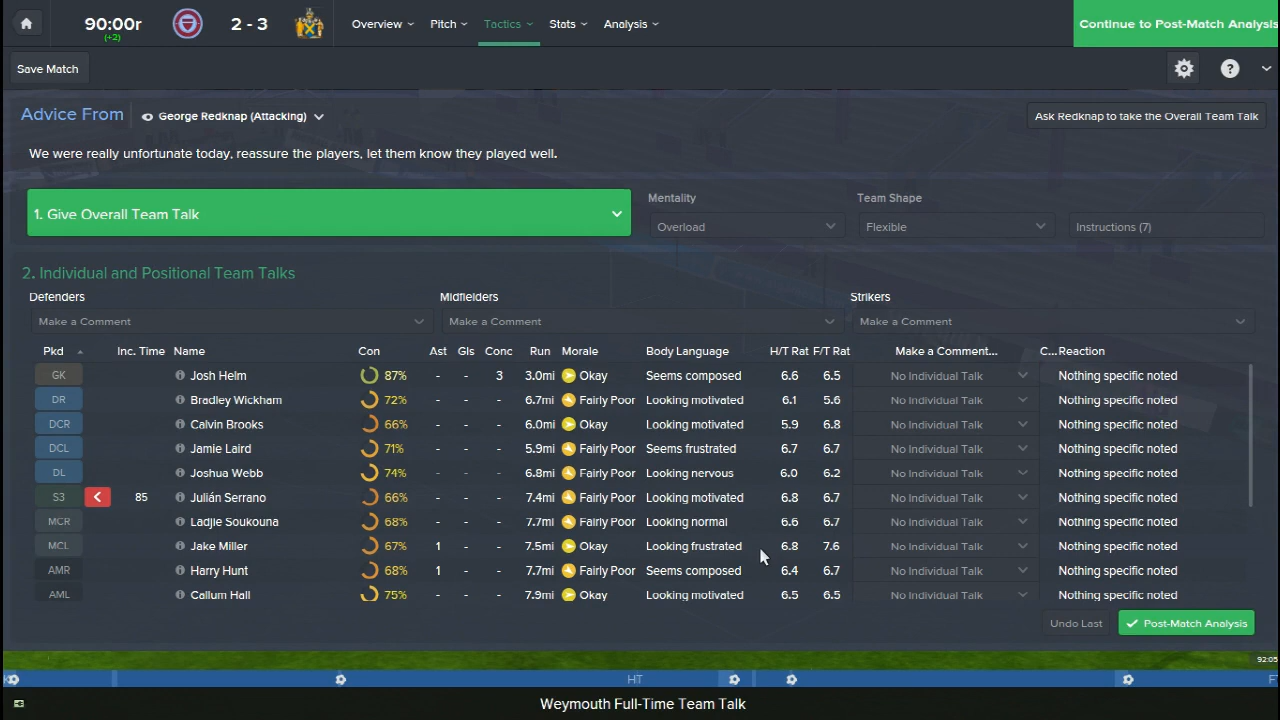 90:00r
(+2)
2 - 3
Overview
Pitch
Tactics
Stats
Analysis
Continue to Post-Match Analysis
Save Match
?
Advice From
George Redknap (Attacking)
Ask Redknap to take the Overall Team Talk
We were really unfortunate today, reassure the players, let them know they played well.
1. Give Overall Team Talk
Mentality
Team Shape
Overload
Flexible
Instructions (7)
2. Individual and Positional Team Talks
Defenders
Midfielders
Strikers
Make a Comment
Make a Comment
Make a Comment
Pkd Inc. Time Name Con Ast Gls Conc Run Morale Body Language H/T Rat F/T Rat Make a Comment... C... Reaction
GK Josh Helm 87% - - 3 3.0mi Okay Seems composed 6.6 6.5 No Individual Talk Nothing specific noted
DR Bradley Wickham 72% - - - 6.7mi Fairly Poor Looking motivated 6.1 5.6 No Individual Talk Nothing specific noted
DCR Calvin Brooks 66% - - - 6.0mi Okay Looking motivated 5.9 6.8 No Individual Talk Nothing specific noted
DCL Jamie Laird 71% - - - 5.9mi Fairly Poor Seems frustrated 6.7 6.7 No Individual Talk Nothing specific noted
DL Joshua Webb 74% - - - 6.8mi Fairly Poor Looking nervous 6.0 6.2 No Individual Talk Nothing specific noted
S3 85 Julián Serrano 66% - - - 7.4mi Fairly Poor Looking motivated 6.8 6.7 No Individual Talk Nothing specific noted
MCR Ladjie Soukouna 68% - - - 7.7mi Fairly Poor Looking normal 6.6 6.7 No Individual Talk Nothing specific noted
MCL Jake Miller 67% 1 - - 7.5mi Okay Looking frustrated 6.8 7.6 No Individual Talk Nothing specific noted
AMR Harry Hunt 68% 1 - - 7.7mi Fairly Poor Seems composed 6.4 6.7 No Individual Talk Nothing specific noted
AML Callum Hall 75% - - - 7.9mi Okay Looking motivated 6.5 6.5 No Individual Talk Nothing specific noted
Undo Last
Post-Match Analysis
92:05
HT
Weymouth Full-Time Team Talk